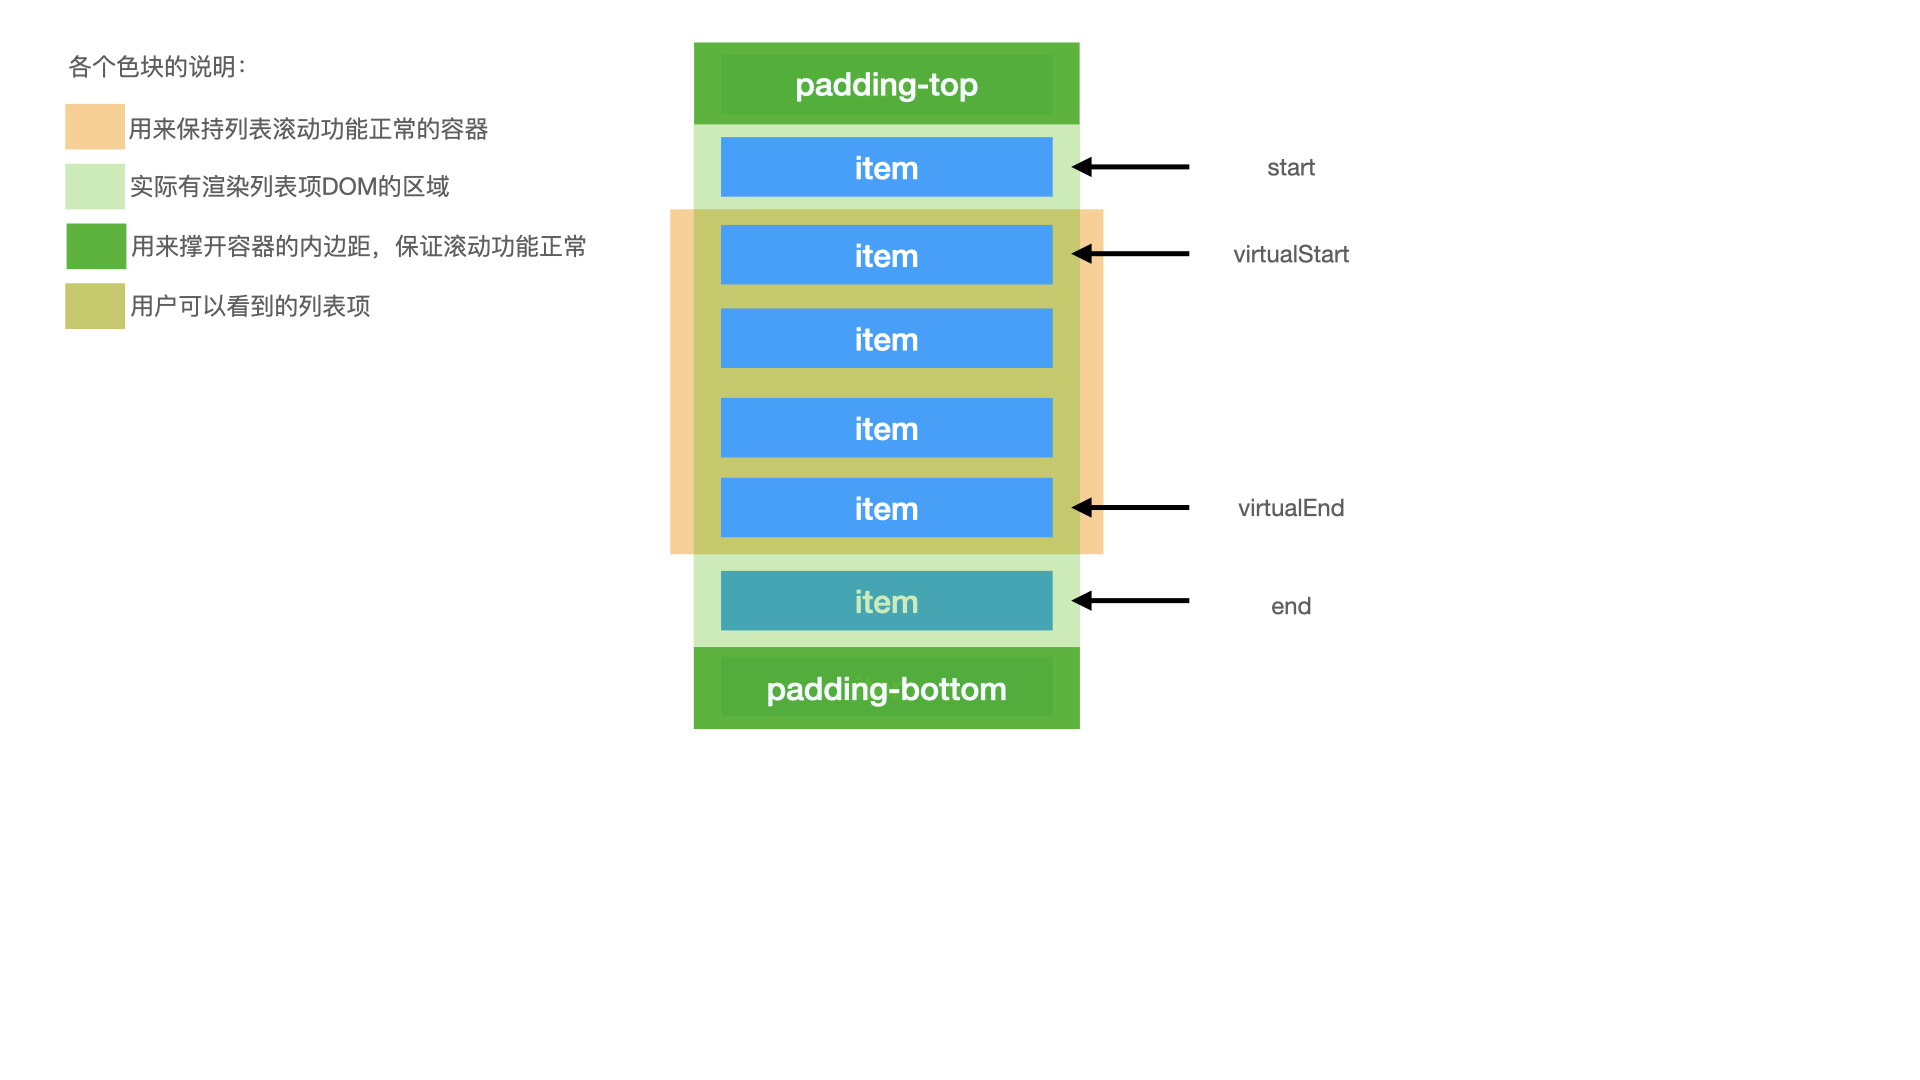 各个色块的说明：
用来保持列表滚动功能正常的容器
实际有渲染列表项DOM的区域
用来撑开容器的内边距，保证滚动功能正常
用户可以看到的列表项
padding-top
item
start
item
virtualStart
item
item
item
virtualEnd
item
end
padding-bottom